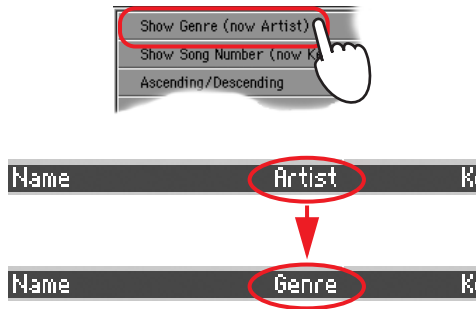 Show Genre (now Artist)
Show Song Number (now K
Ascending/Descending
Name Artist
Name Genre